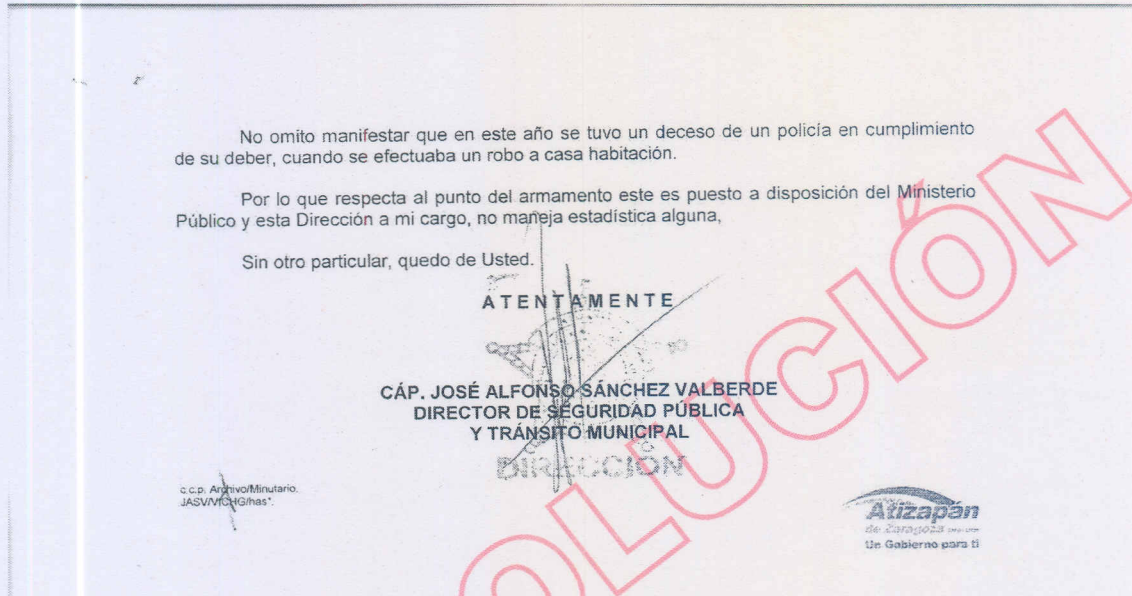 No omito manifestar que en este año se tuvo un deceso de un policía en cumplimiento
de su deber, cuando se efectuaba un robo a casa habitación.
Por lo que respecta al punto del armamento este es puesto a disposición del Ministerio
Público y esta Dirección a mi cargo, no maneja estadística alguna,
Sin otro particular, quedo de Usted.
ATENTAMENTE
CÁP. JOSÉ ALFONSO SÁNCHEZ VALBERDE
DIRECTOR DE SEGURIDAD PÚBLICA
Y TRÁNSITO MUNICIPAL
DIRECCIÓN
c.c.p. Archivo/Minutario.
Atizapán
de Zaragoza
Un Gobierno para ti
OLUCIÓN